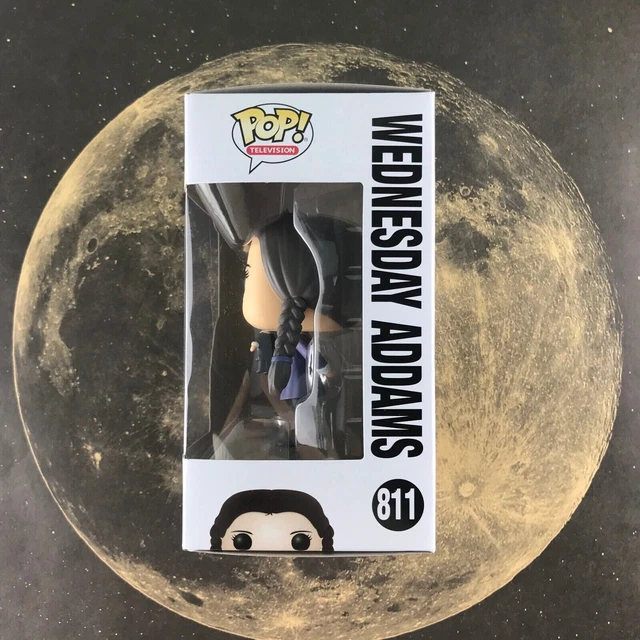 POP!
TELEVISION
WEDNESDAY ADDAMS
811